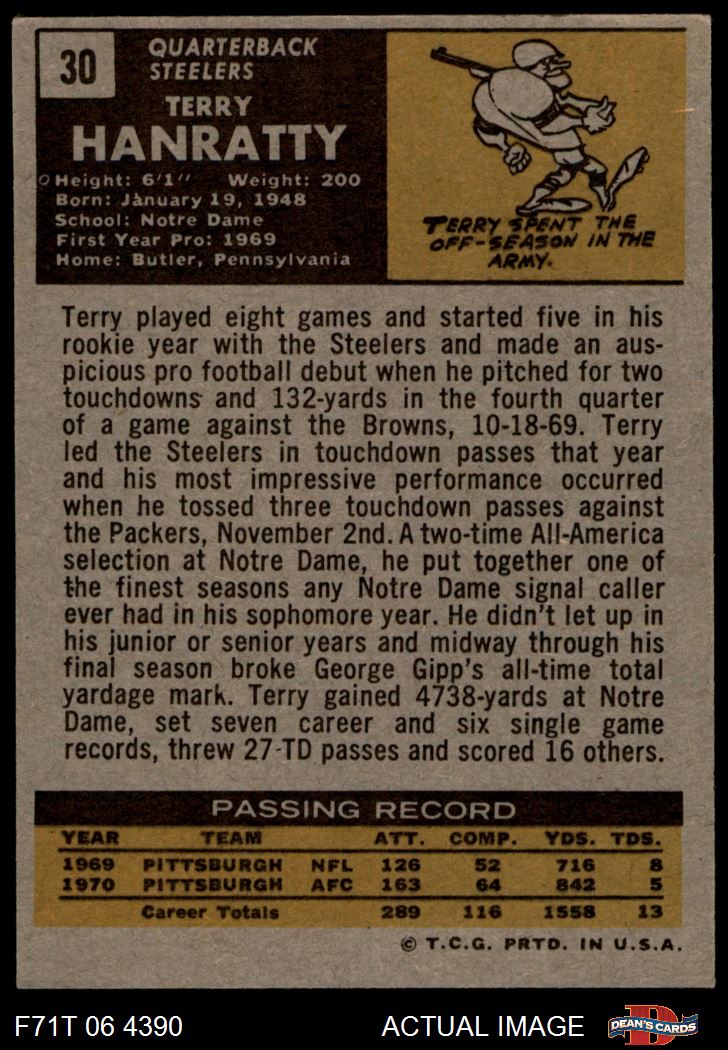 30
QUARTERBACK
STEELERS
TERRY
HANRATTY
Height: 6'1" Weight: 200
Born: January 19, 1948
School: Notre Dame
First Year Pro: 1969
Home: Butler, Pennsylvania
TERRY SPENT THE
OFF-SEASON IN THE
ARMY.
Terry played eight games and started five in his
rookie year with the Steelers and made an aus-
picious pro football debut when he pitched for two
touchdowns and 132-yards in the fourth quarter
of a game against the Browns, 10-18-69. Terry
led the Steelers in touchdown passes that year
and his most impressive performance occurred
when he tossed three touchdown passes against
the Packers, November 2nd. A two-time All-America
selection at Notre Dame, he put together one of
the finest seasons any Notre Dame signal caller
ever had in his sophomore year. He didn't let up in
his junior or senior years and midway through his
final season broke George Gipp's all-time total
yardage mark. Terry gained 4738-yards at Notre
Dame, set seven career and six single game
records, threw 27-TD passes and scored 16 others.
PASSING RECORD
YEAR TEAM ATT. COMP. YDS. TDS.
1969 PITTSBURGH NFL 126 52 716 8
1970 PITTSBURGH AFC 163 64 842 5
Career Totals 289 116 1558 13
© T.C.G. PRTD. IN U.S.A.
F71T 06 4390 ACTUAL IMAGE D DEAN'S CARDS